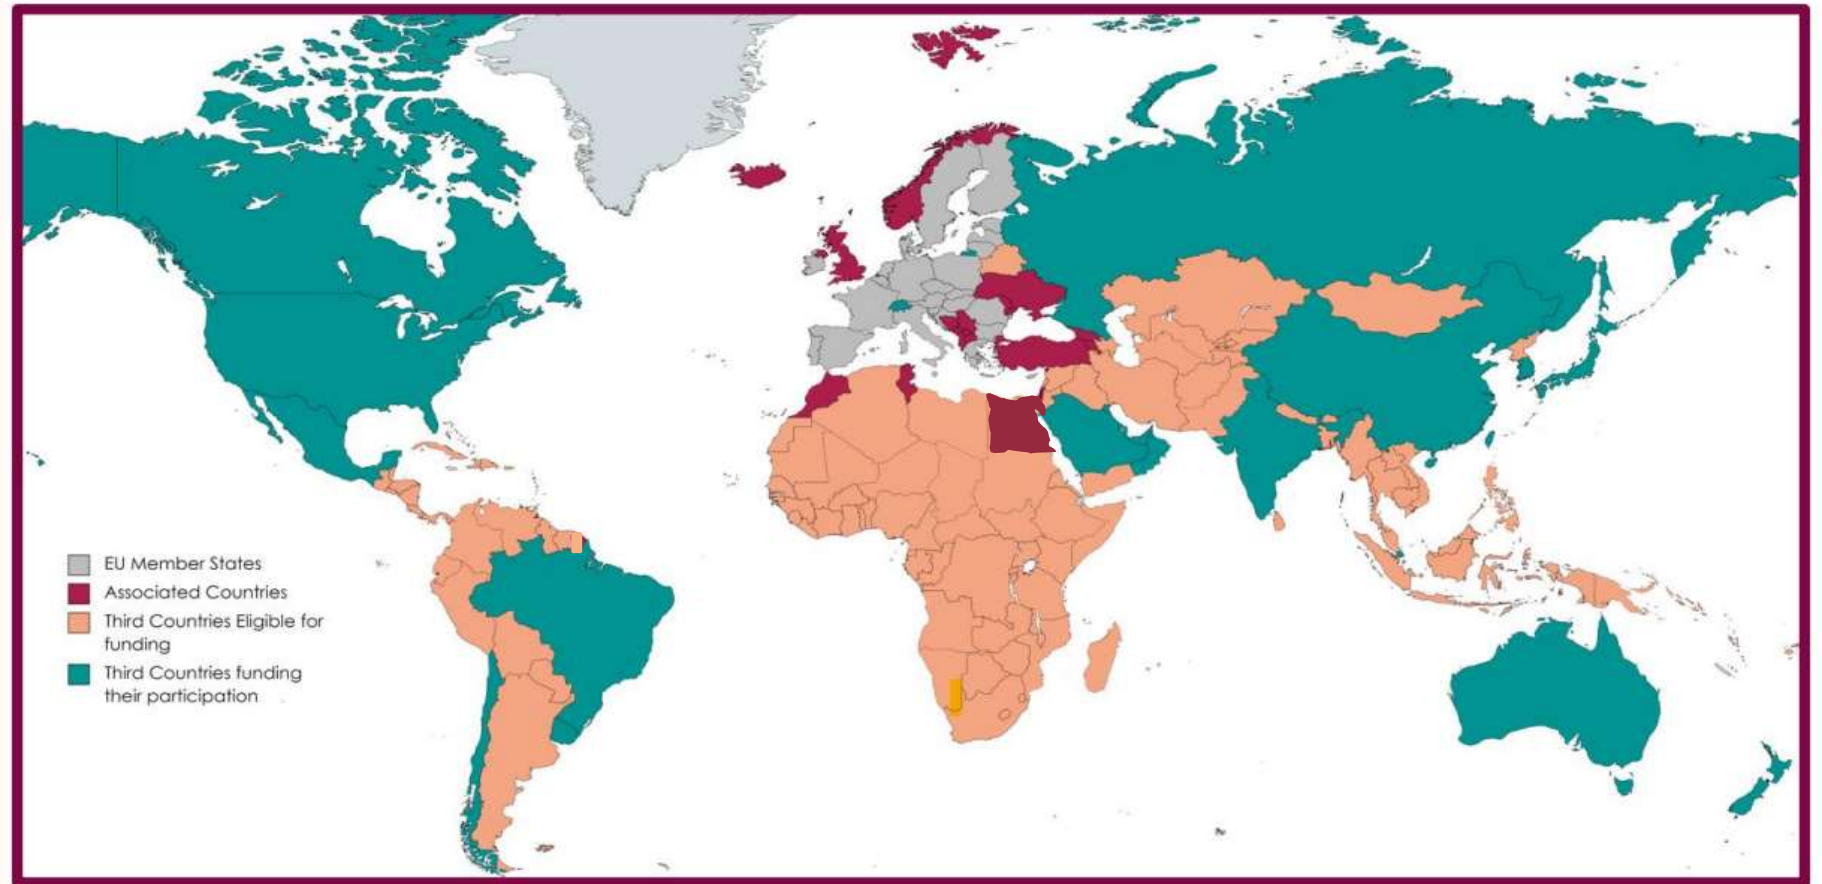 EU Member States
Associated Countries
Third Countries Eligible for
funding
Third Countries funding
their participation